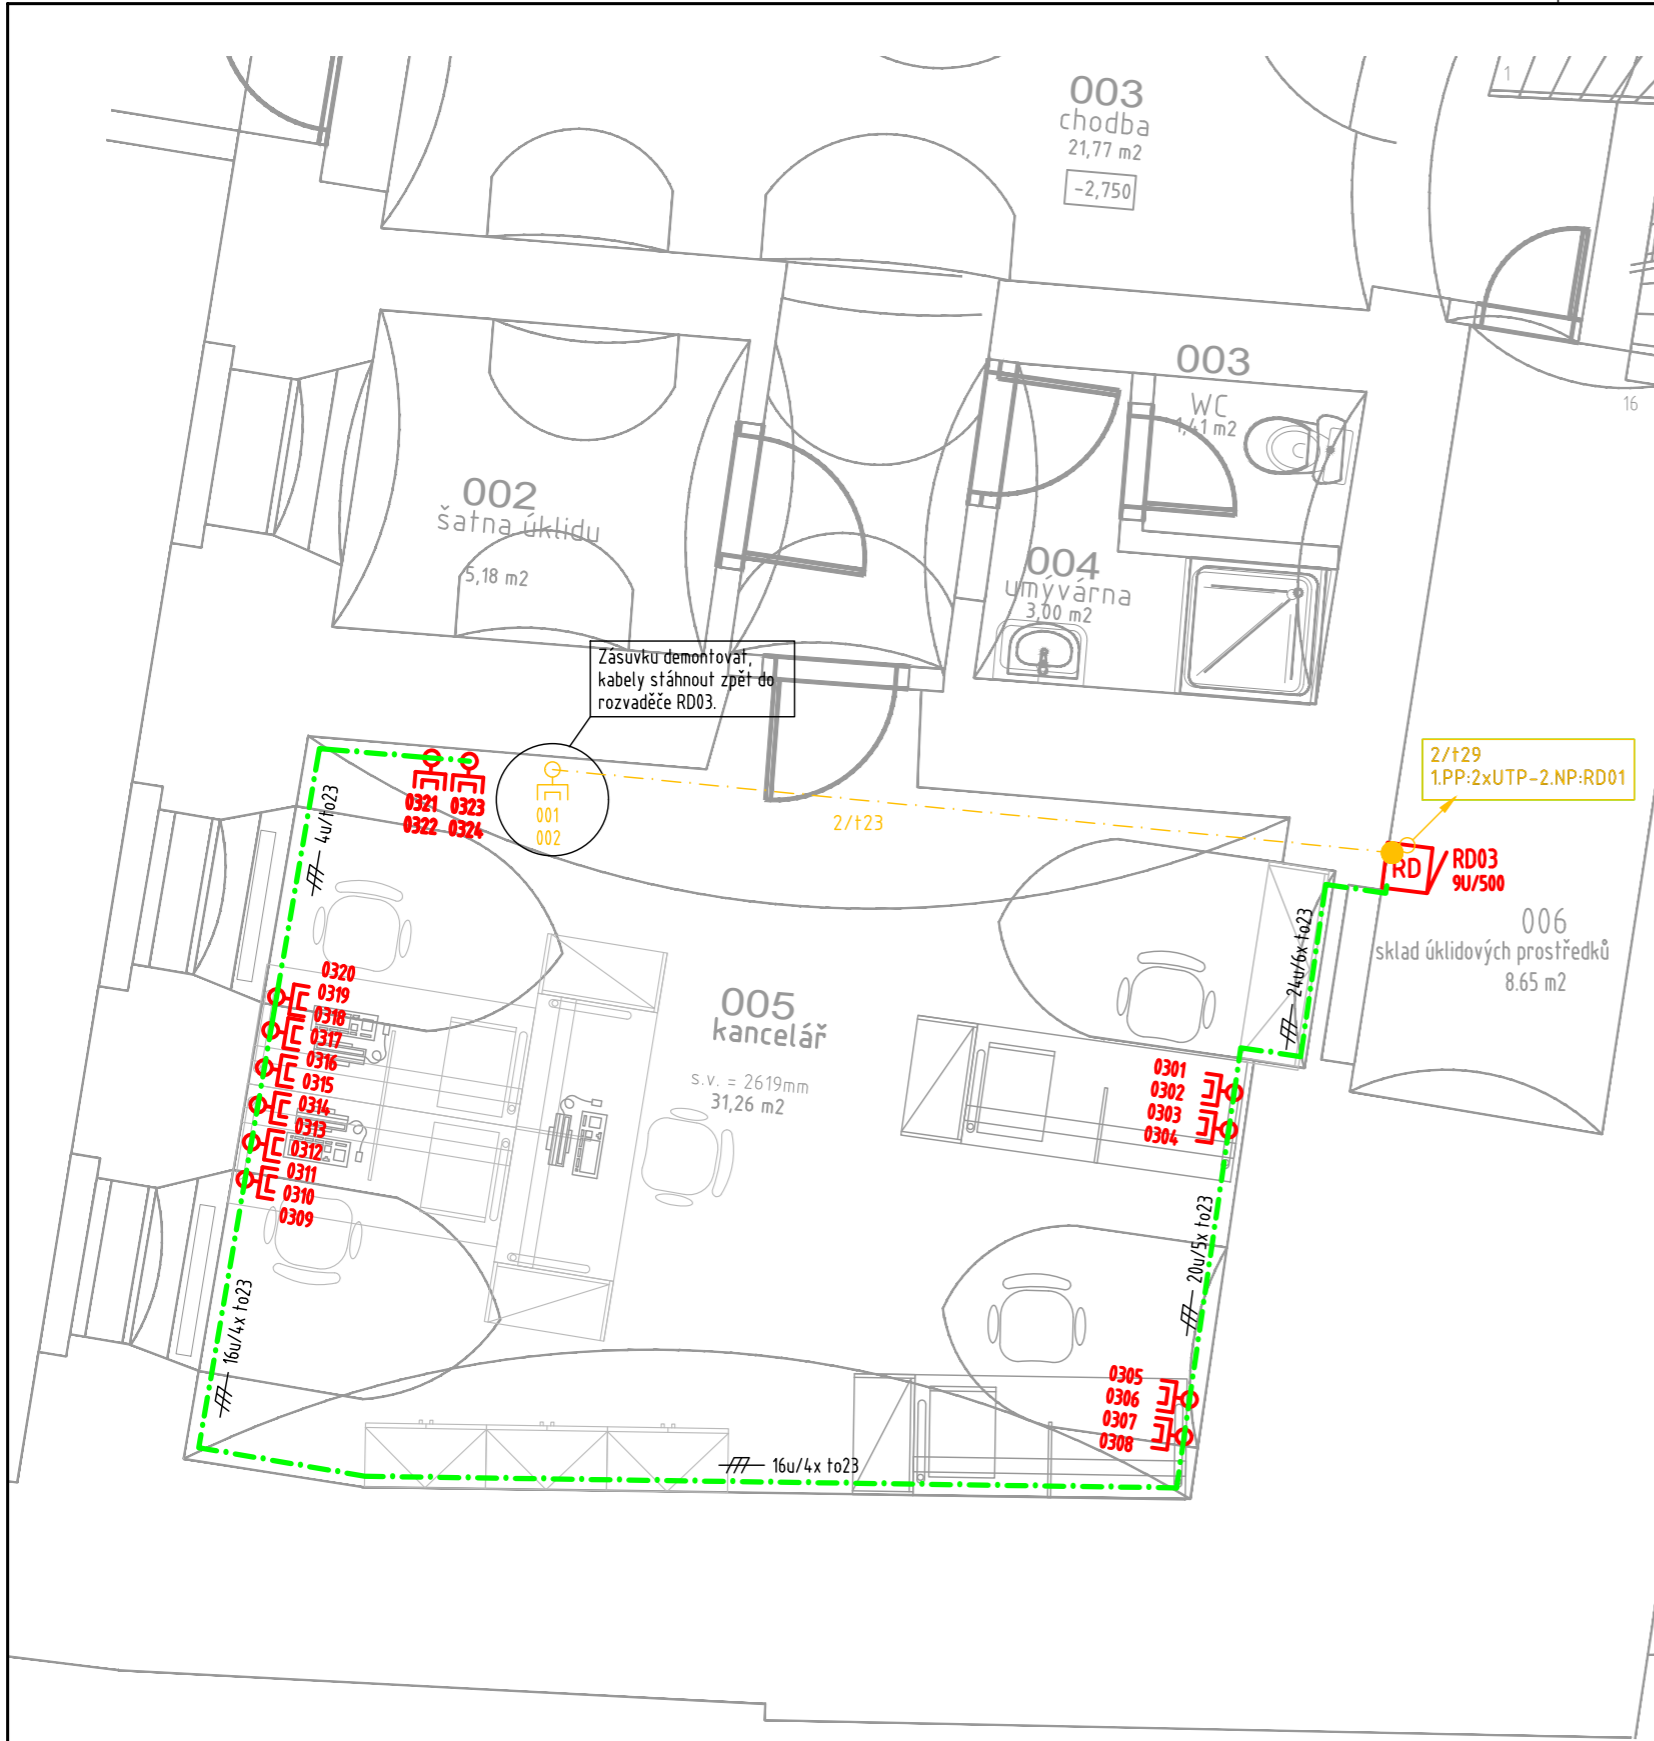 1
003
chodba
21,77 m2
-2,750
003
WC
1,41 m2
16
002
šatna úklidu
5,18 m2
004
umývárna
3,00 m2
Zásuvku demontovat,
kabely stáhnout zpět do
rozvaděče RD03.
2/t29
1.PP:2xUTP-2.NP:RD01
0321
0322
0323
0324
001
002
2/t23
RD
RD03
9U/500
4u/to23
006
sklad úklidových prostředků
8.65 m2
24u/6x to23
0320
0319
0318
0317
0316
0315
0314
0313
0312
0311
0310
0309
005
kancelář
s.v. = 2619mm
31,26 m2
0301
0302
0303
0304
20u/5x to23
16u/4x to23
0305
0306
0307
0308
16u/4x to23